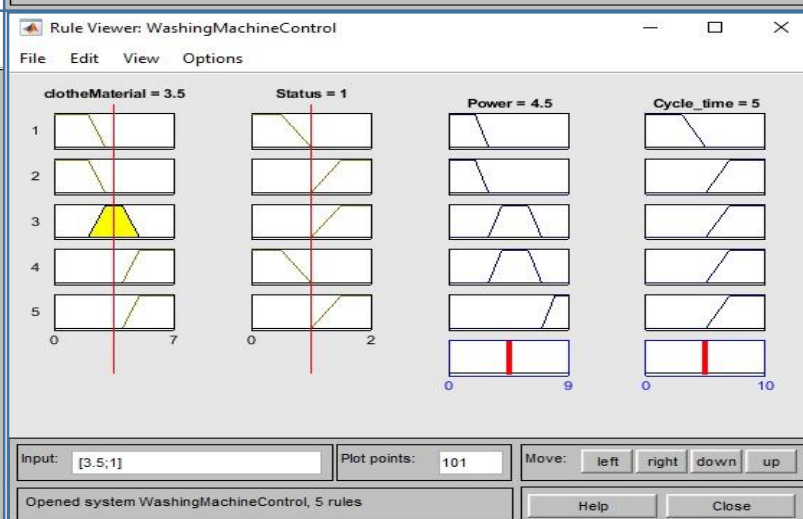 Rule Viewer: WashingMachineControl
File Edit View Options
clotheMaterial = 3.5
Status = 1
Power = 4.5
Cycle_time = 5
1
2
3
4
5
0 7
0 2
0 9
0 10
Input: [3.5;1]
Plot points: 101
Move: left right down up
Opened system WashingMachineControl, 5 rules
Help Close